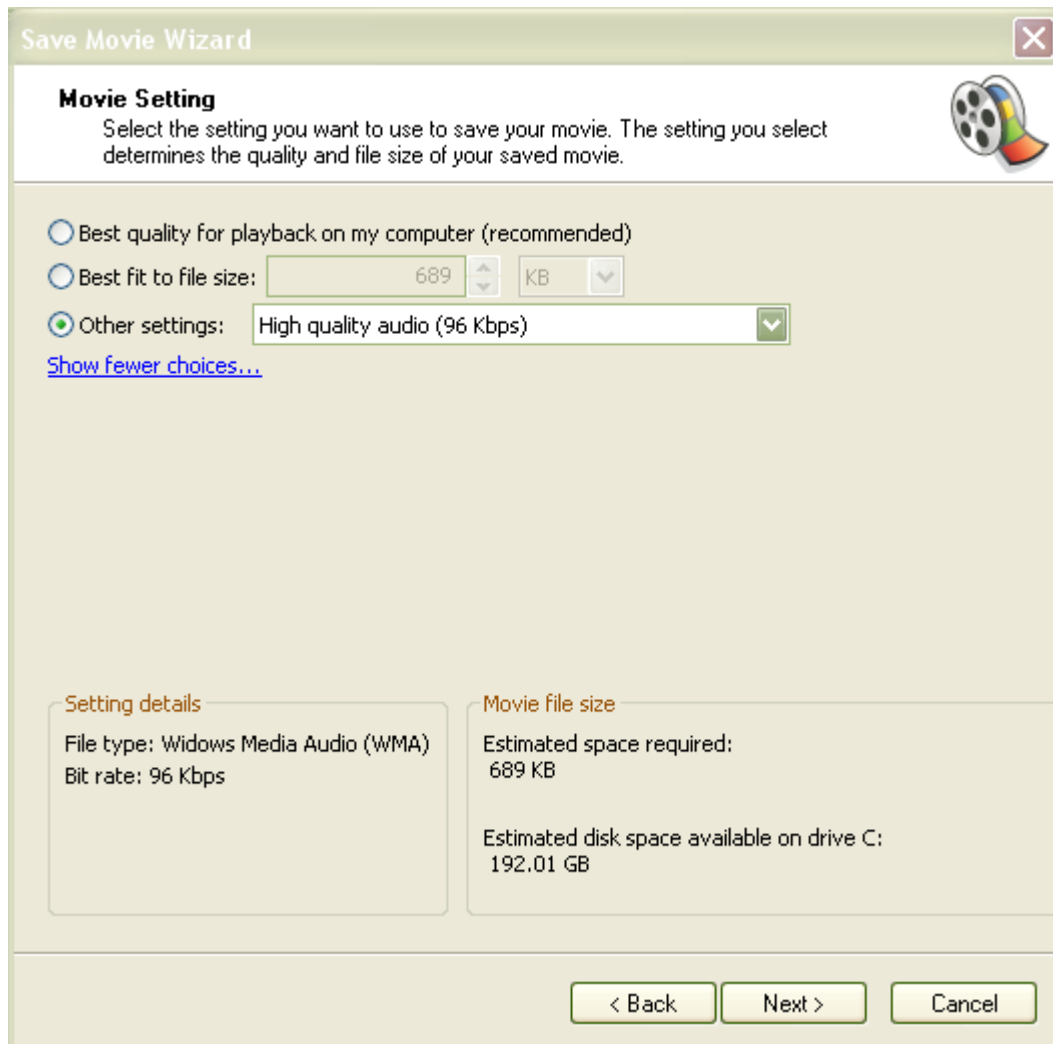 Save Movie Wizard
Movie Setting
Select the setting you want to use to save your movie. The setting you select
determines the quality and file size of your saved movie.
Best quality for playback on my computer (recommended)
Best fit to file size: 689 KB
Other settings: High quality audio (96 Kbps)
Show fewer choices...
Setting details
File type: Widows Media Audio (WMA)
Bit rate: 96 Kbps
Movie file size
Estimated space required:
689 KB
Estimated disk space available on drive C:
192.01 GB
< Back Next > Cancel